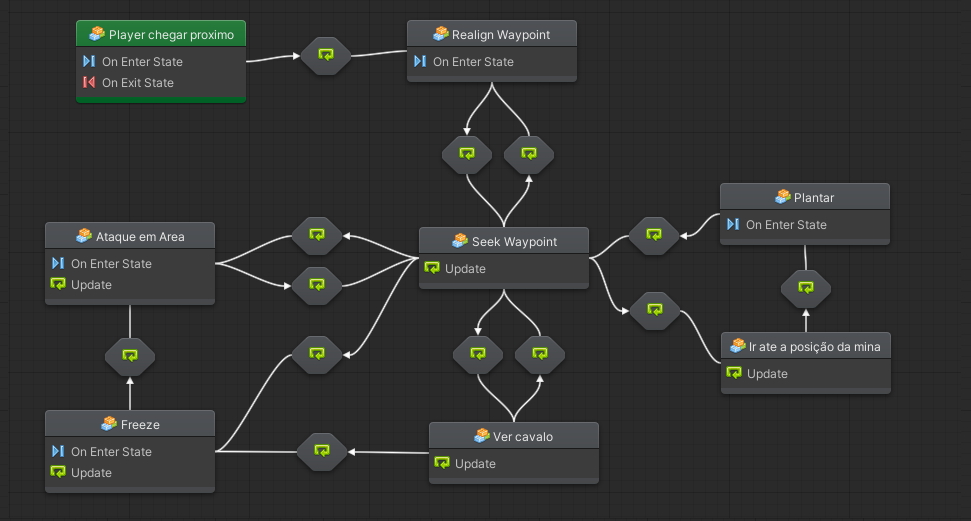 Player chegar proximo
On Enter State
On Exit State
Realign Waypoint
On Enter State
Plantar
On Enter State
Ataque em Area
On Enter State
Update
Seek Waypoint
Update
Ir ate a posição da mina
Update
Freeze
On Enter State
Update
Ver cavalo
Update